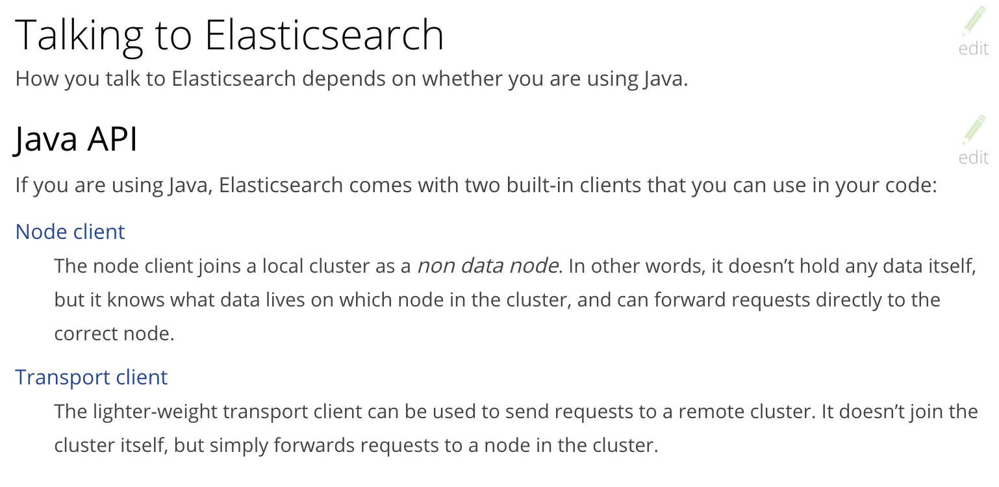 Talking to Elasticsearch
edit
How you talk to Elasticsearch depends on whether you are using Java.
Java API
edit
If you are using Java, Elasticsearch comes with two built-in clients that you can use in your code:
Node client
The node client joins a local cluster as a non data node. In other words, it doesn’t hold any data itself,
but it knows what data lives on which node in the cluster, and can forward requests directly to the
correct node.
Transport client
The lighter-weight transport client can be used to send requests to a remote cluster. It doesn’t join the
cluster itself, but simply forwards requests to a node in the cluster.